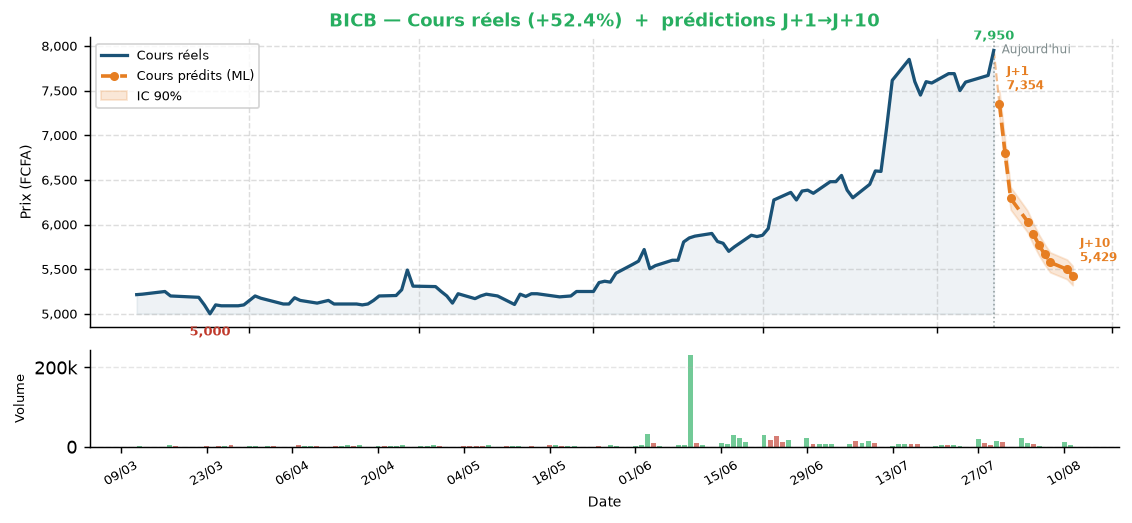 BICB — Cours réels (+52.4%)  +  prédictions J+1→J+10
7,950
Aujourd'hui
Cours réels
Cours prédits (ML)
IC 90%
J+1
7,354
J+10
5,429
5,000
Prix (FCFA)
8,000
7,500
7,000
6,500
6,000
5,500
5,000
Volume
200k
0
09/03
23/03
06/04
20/04
04/05
18/05
01/06
15/06
29/06
13/07
27/07
10/08
Date